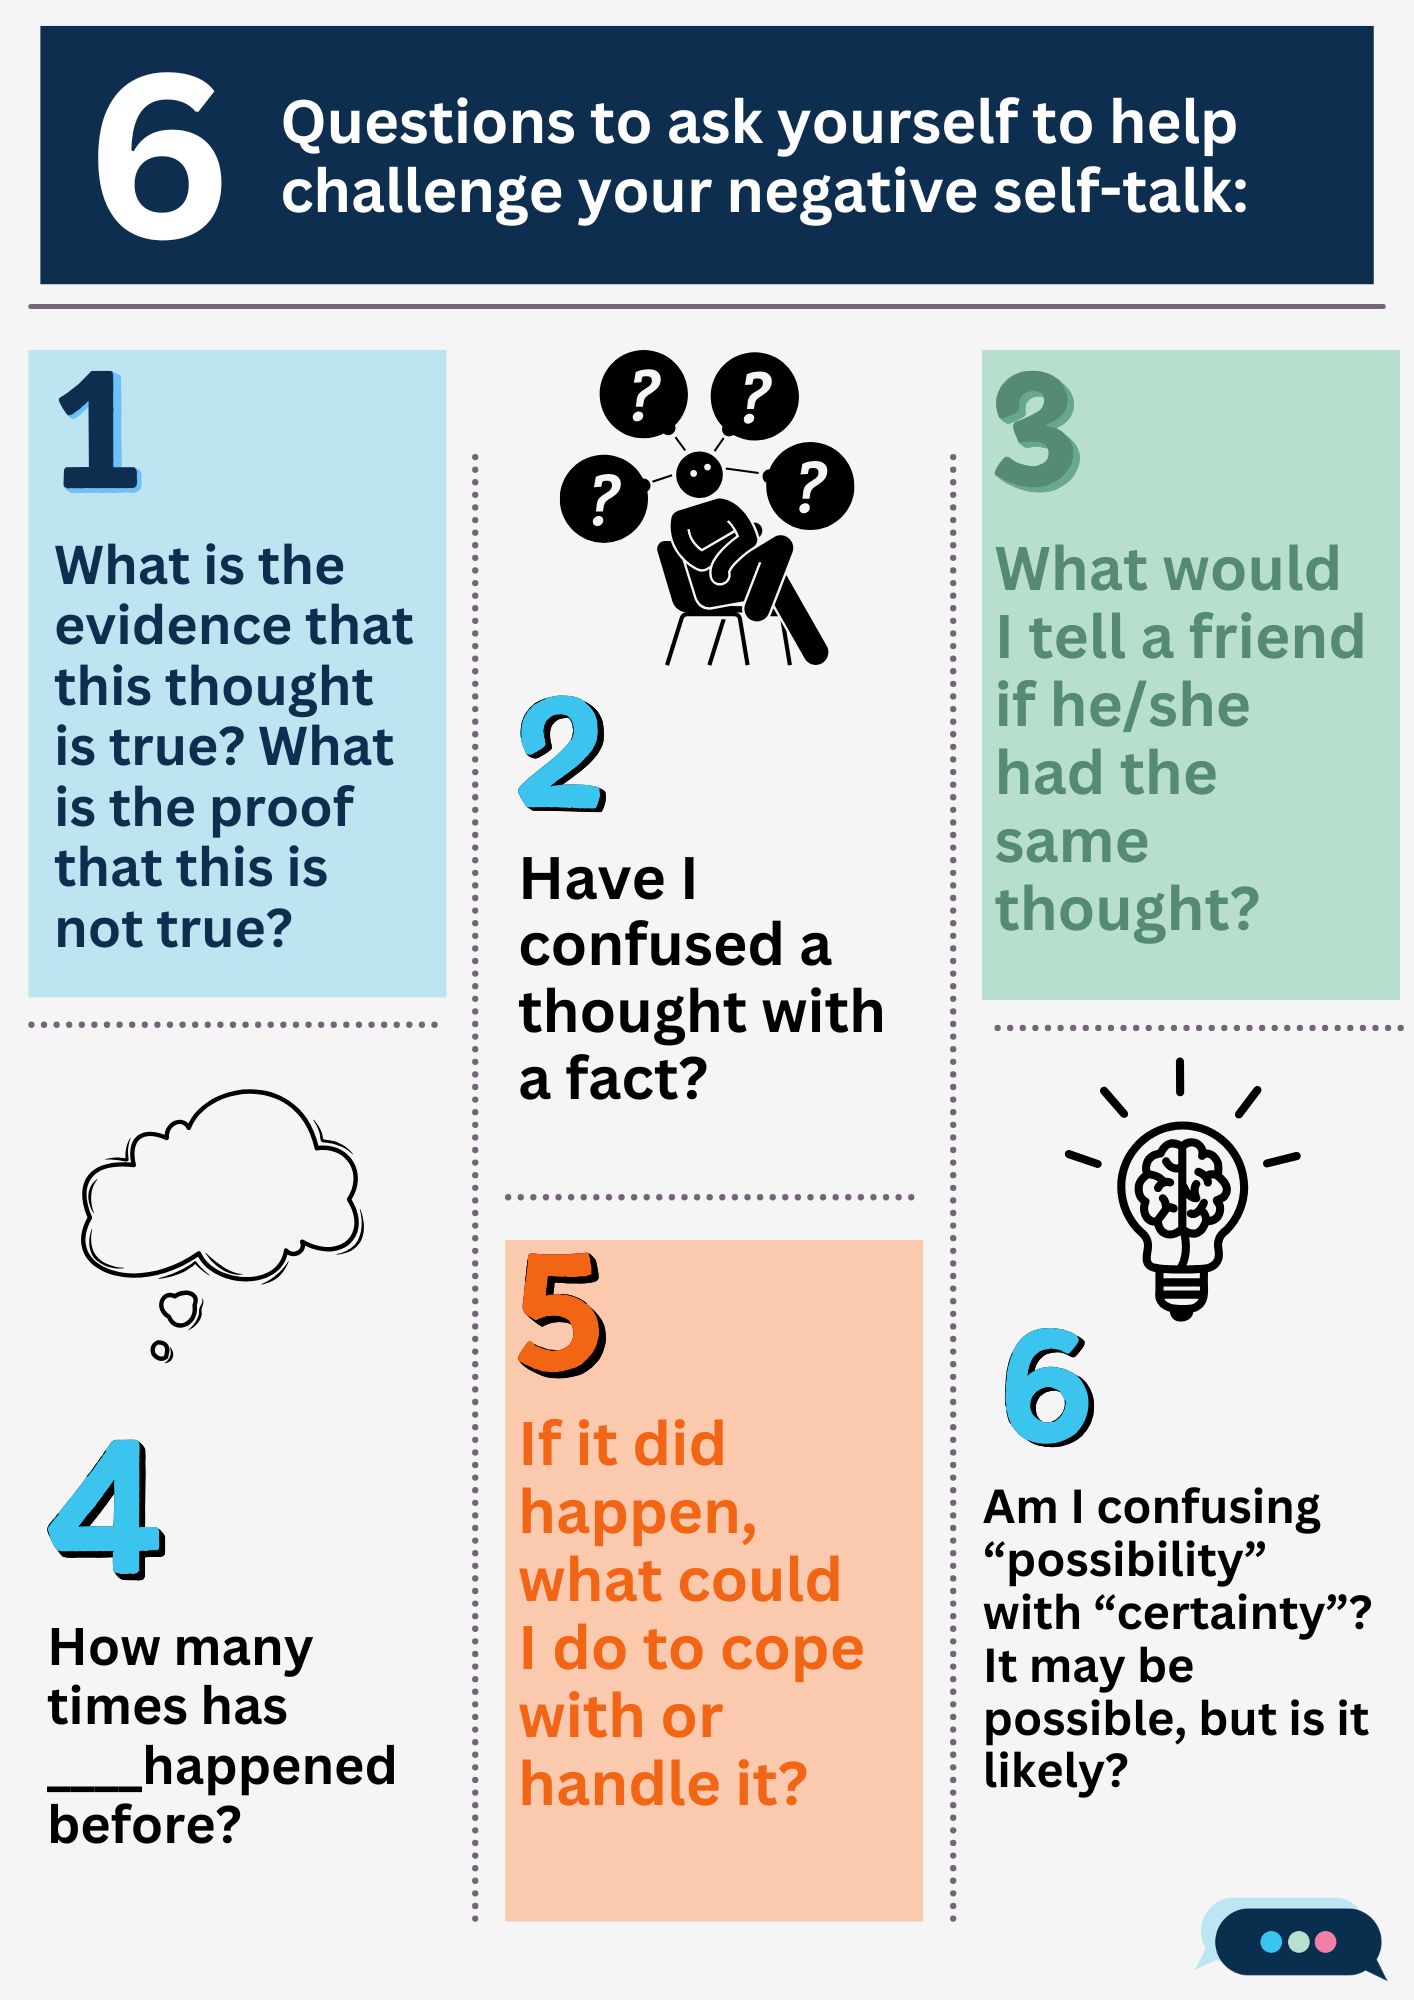 6
Questions to ask yourself to help
challenge your negative self-talk:
1
What is the
evidence that
this thought
is true? What
is the proof
that this is
not true?
? ? ? ?
2
Have I
confused a
thought with
a fact?
3
What would
I tell a friend
if he/she
had the
same
thought?
4
How many
times has
____happened
before?
5
If it did
happen,
what could
I do to cope
with or
handle it?
6
Am I confusing
“possibility”
with “certainty”?
It may be
possible, but is it
likely?